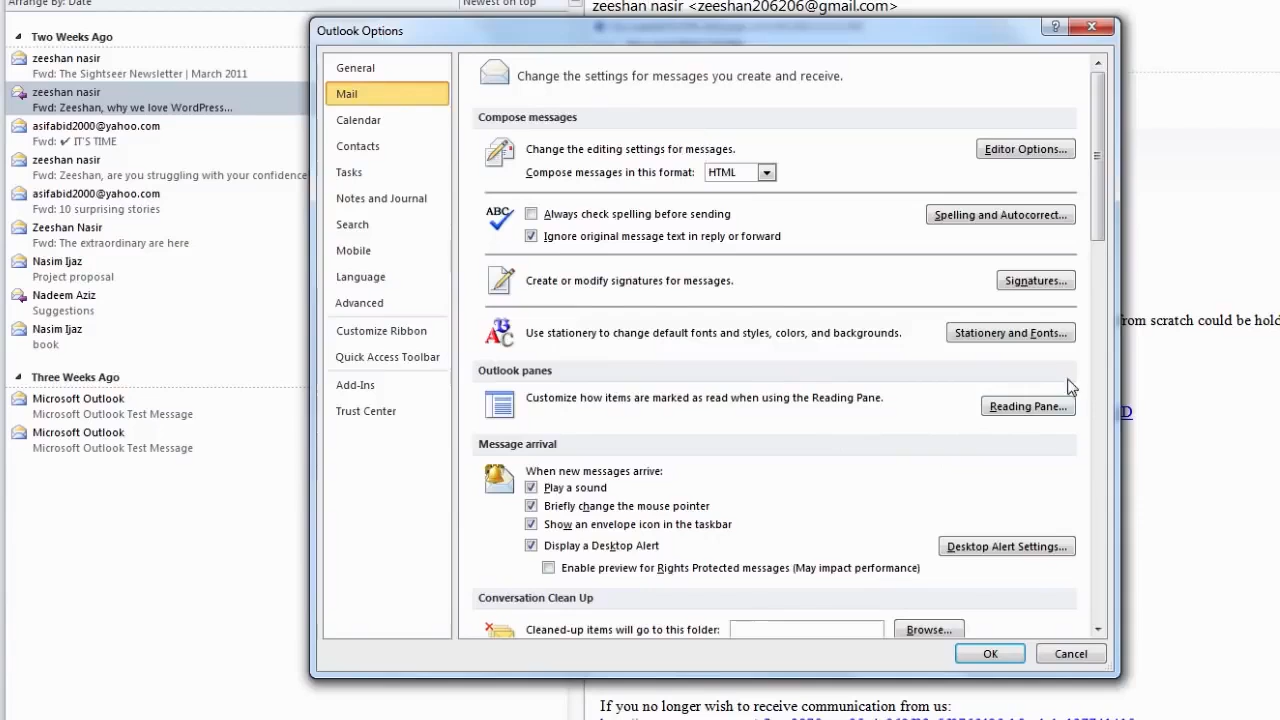 Arrange By: Date
Newest on top
Two Weeks Ago
zeeshan nasir
Fwd: The Sightseer Newsletter | March 2011
zeeshan nasir
Fwd: Zeeshan, why we love WordPress...
asifabid2000@yahoo.com
Fwd: ✔ IT'S TIME
zeeshan nasir
Fwd: Zeeshan, are you struggling with your confidence
asifabid2000@yahoo.com
Fwd: 10 surprising stories
Zeeshan Nasir
Fwd: The extraordinary are here
Nasim Ijaz
Project proposal
Nadeem Aziz
Suggestions
Nasim Ijaz
book
Three Weeks Ago
Microsoft Outlook
Microsoft Outlook Test Message
Microsoft Outlook
Microsoft Outlook Test Message
zeeshan nasir <zeeshan206206@gmail.com>
Outlook Options
General
Mail
Calendar
Contacts
Tasks
Notes and Journal
Search
Mobile
Language
Advanced
Customize Ribbon
Quick Access Toolbar
Add-Ins
Trust Center
Change the settings for messages you create and receive.
Compose messages
Change the editing settings for messages.
Editor Options...
Compose messages in this format: HTML
ABC
Always check spelling before sending
Spelling and Autocorrect...
Ignore original message text in reply or forward
Create or modify signatures for messages.
Signatures...
Use stationery to change default fonts and styles, colors, and backgrounds.
Stationery and Fonts...
Outlook panes
Customize how items are marked as read when using the Reading Pane.
Reading Pane...
Message arrival
When new messages arrive:
Play a sound
Briefly change the mouse pointer
Show an envelope icon in the taskbar
Display a Desktop Alert
Desktop Alert Settings...
Enable preview for Rights Protected messages (May impact performance)
Conversation Clean Up
Cleaned-up items will go to this folder:
Browse...
OK
Cancel
rom scratch could be hold
D
If you no longer wish to receive communication from us: